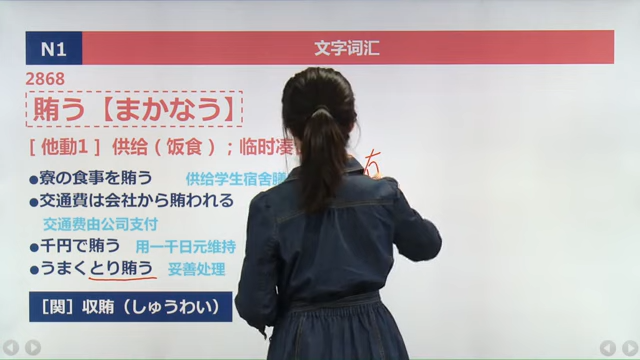 N1
文字词汇
2868
賄う【まかなう】
[ 他動1 ] 供给（饭食）；临时凑
●寮の食事を賄う 供给学生宿舍膳
●交通費は会社から賄われる
交通费由公司支付
●千円で賄う 用一千日元维持
●うまくとり賄う 妥善处理
［関］収賄（しゅうわい）